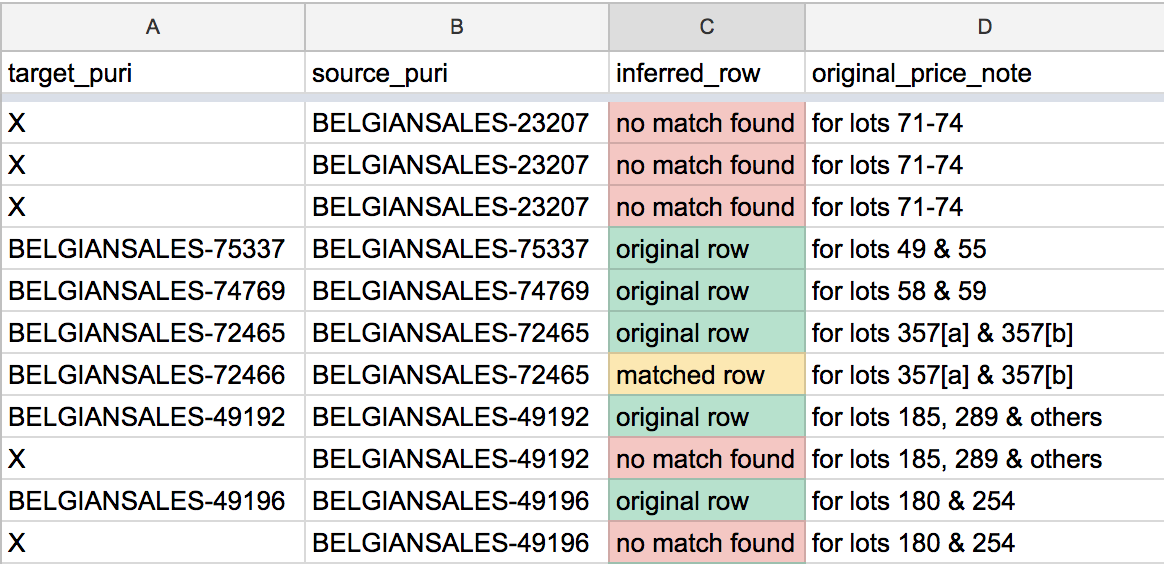 A B C D
target_puri source_puri inferred_row original_price_note
X BELGIANSALES-23207 no match found for lots 71-74
X BELGIANSALES-23207 no match found for lots 71-74
X BELGIANSALES-23207 no match found for lots 71-74
BELGIANSALES-75337 BELGIANSALES-75337 original row for lots 49 & 55
BELGIANSALES-74769 BELGIANSALES-74769 original row for lots 58 & 59
BELGIANSALES-72465 BELGIANSALES-72465 original row for lots 357[a] & 357[b]
BELGIANSALES-72466 BELGIANSALES-72465 matched row for lots 357[a] & 357[b]
BELGIANSALES-49192 BELGIANSALES-49192 original row for lots 185, 289 & others
X BELGIANSALES-49192 no match found for lots 185, 289 & others
BELGIANSALES-49196 BELGIANSALES-49196 original row for lots 180 & 254
X BELGIANSALES-49196 no match found for lots 180 & 254